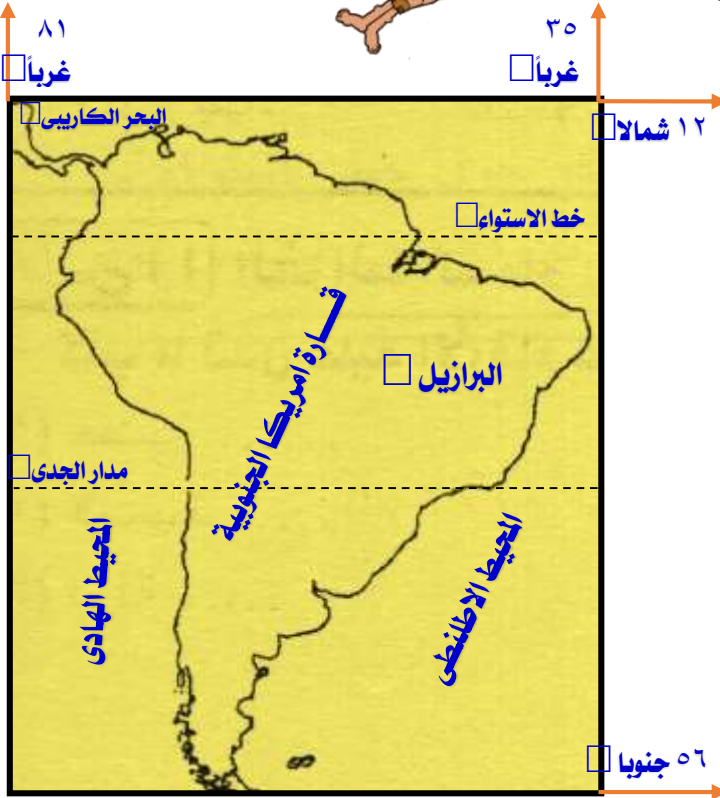 ٨١
غرباً
٣٥
غرباً
البحر الكاريبى
١٢ شمالا
خط الاستواء
قارة امريكا الجنوبية
البرازيل
مدار الجدى
المحيط الهادى
المحيط الاطلنطى
٥٦ جنوبا